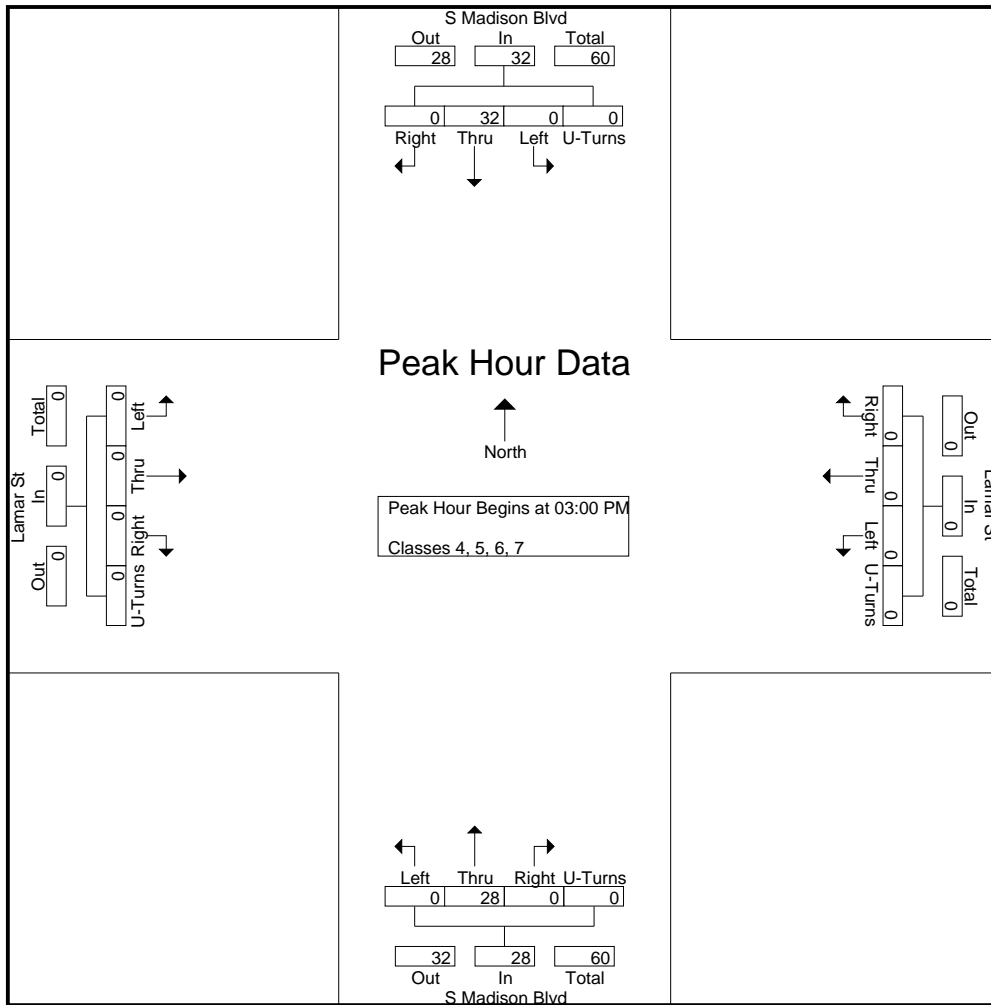 S Madison Blvd
Out In Total
28 32 60
0 32 0 0
Right Thru Left U-Turns
Peak Hour Data
North
Peak Hour Begins at 03:00 PM
Classes 4, 5, 6, 7
Lamar St
Total In Out
0 0 0
0 0 0 0
Left Thru Right U-Turns
Right Thru Left U-Turns
0 0 0 0
Out In Total
0 0 0
Lamar St
Left Thru Right U-Turns
0 28 0 0
32 28 60
Out In Total
S Madison Blvd